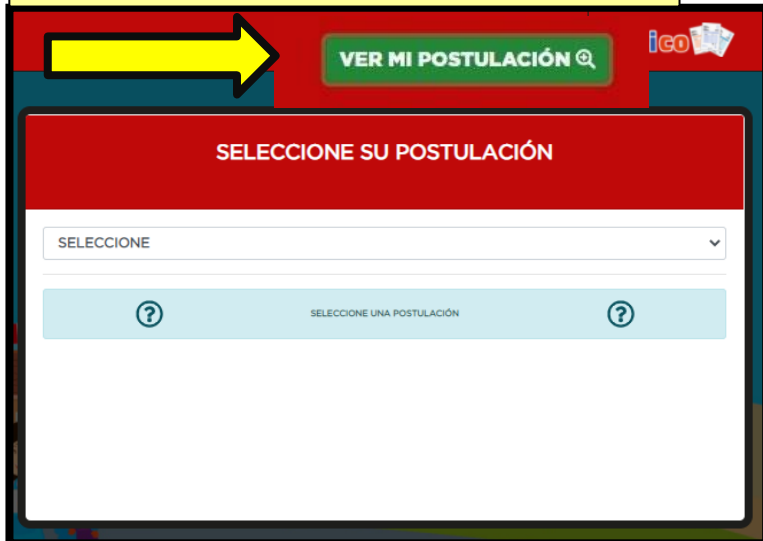 VER MI POSTULACIÓN
ico
SELECCIONE SU POSTULACIÓN
SELECCIONE
SELECCIONE UNA POSTULACIÓN